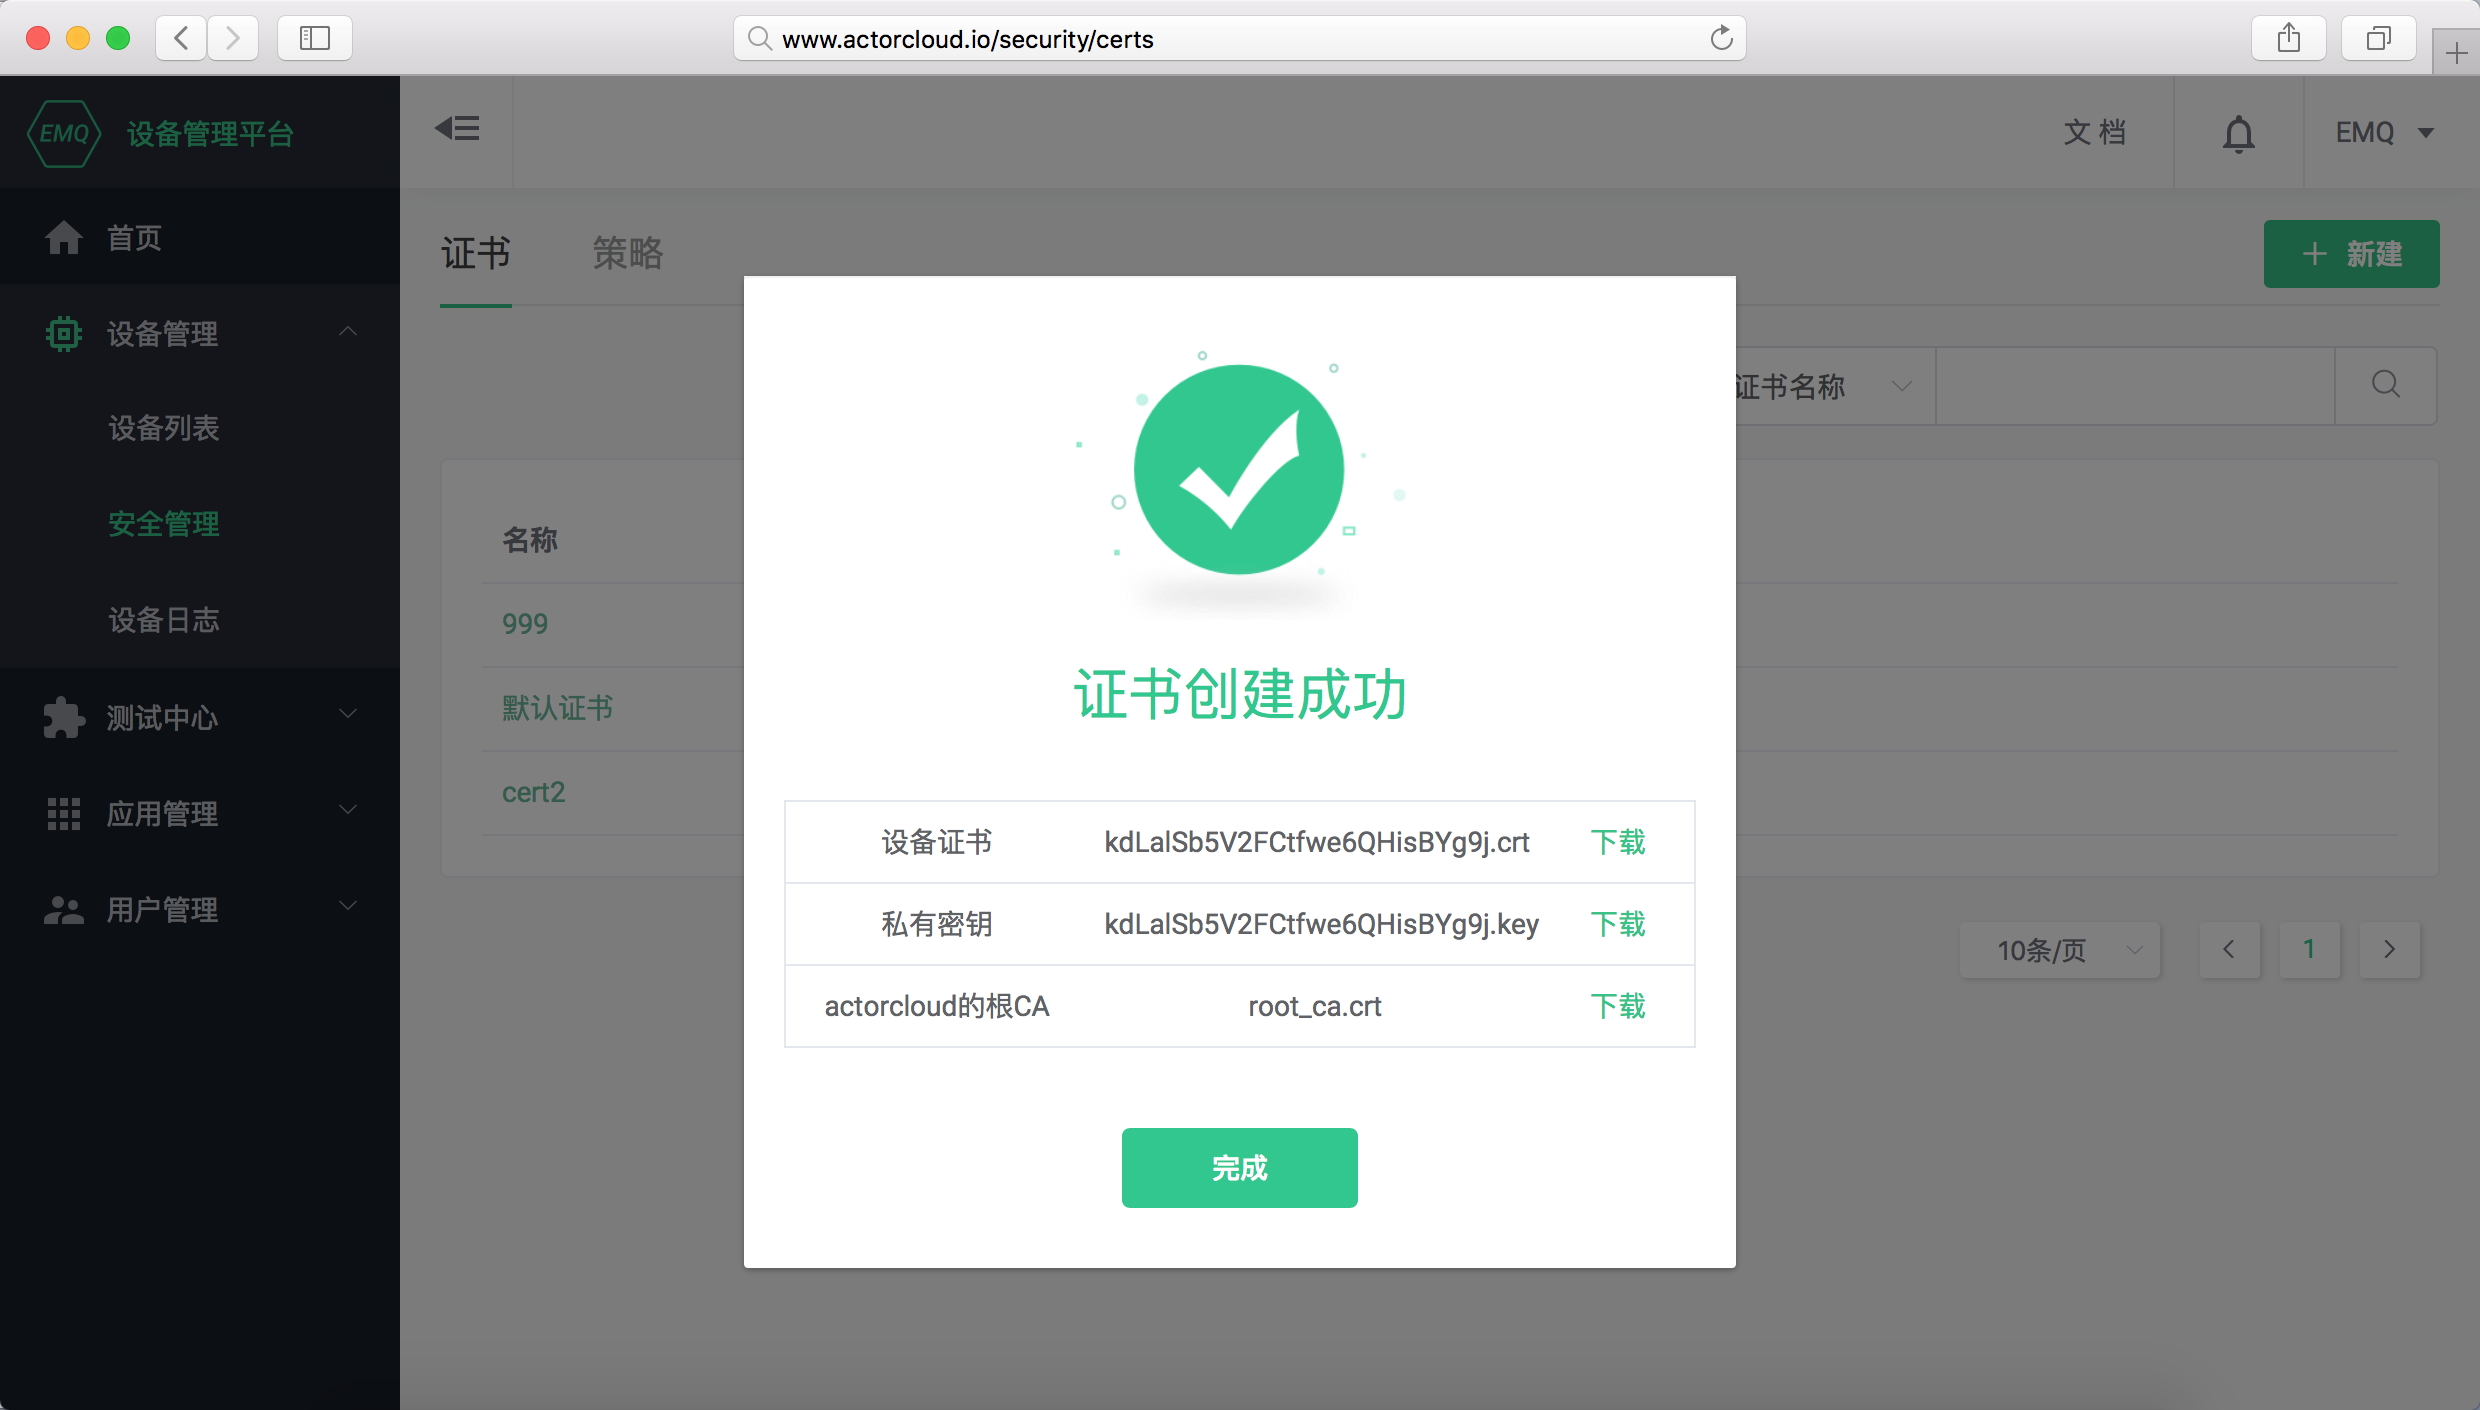 www.actorcloud.io/security/certs
EMQ 设备管理平台
文档
EMQ
首页
设备管理
设备列表
安全管理
设备日志
测试中心
应用管理
用户管理
证书 策略
新建
证书名称
名称
999
默认证书
cert2
10条/页
1
证书创建成功
设备证书 kdLalSb5V2FCtfwe6QHisBYg9j.crt 下载
私有密钥 kdLalSb5V2FCtfwe6QHisBYg9j.key 下载
actorcloud的根CA root_ca.crt 下载
完成